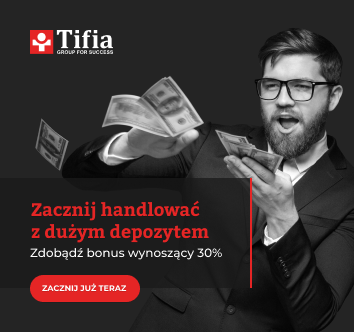 Tifia
GROUP FOR SUCCESS
Zacznij handlować
z dużym depozytem
Zdobądź bonus wynoszący 30%
ZACZNIJ JUŻ TERAZ